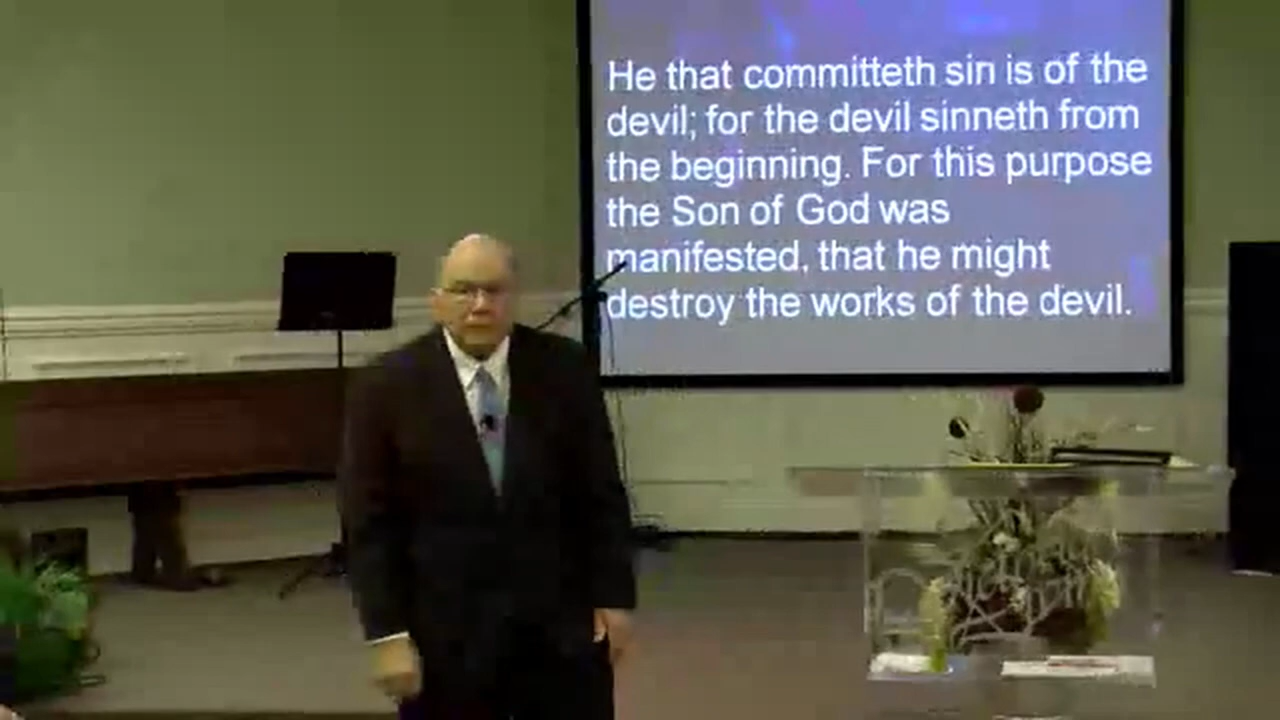 He that committeth sin is of the
devil; for the devil sinneth from
the beginning. For this purpose
the Son of God was
manifested, that he might
destroy the works of the devil.